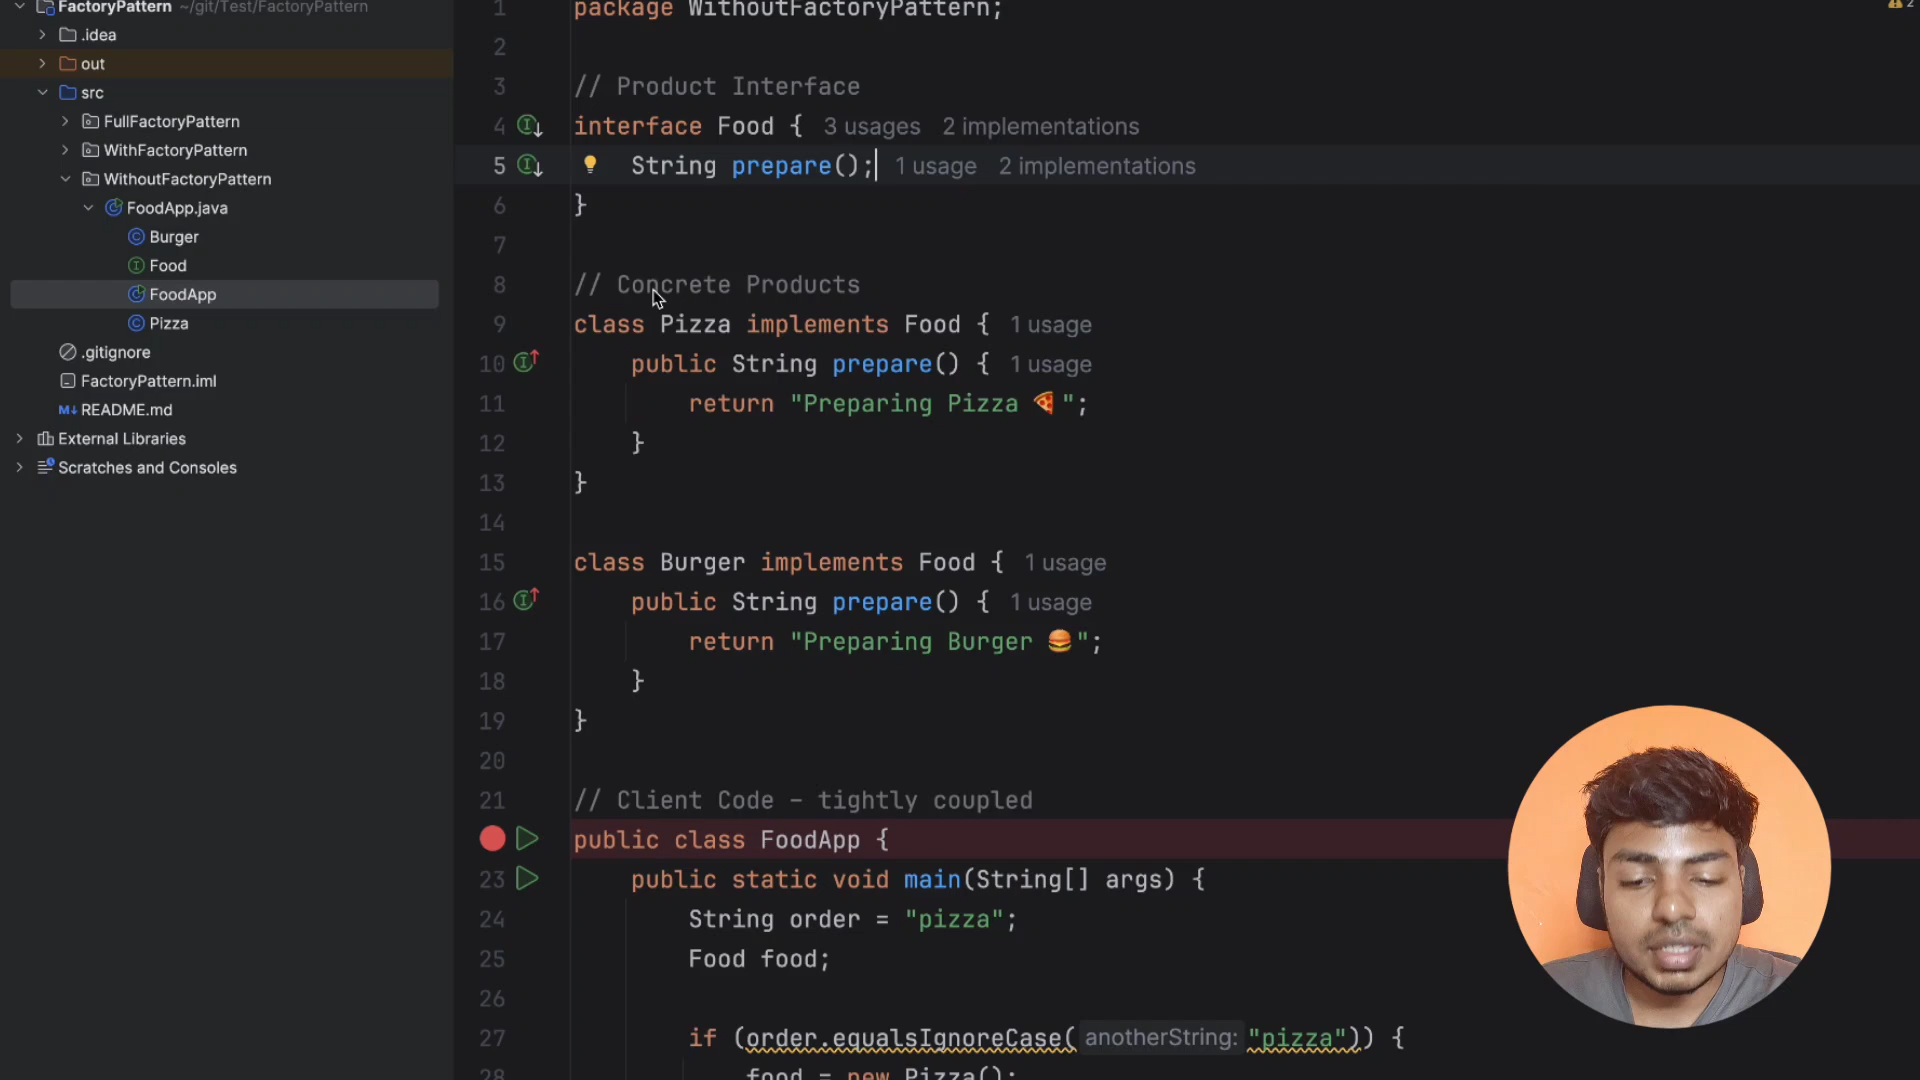 FactoryPattern ~/git/Test/FactoryPattern
.idea
out
src
FullFactoryPattern
WithFactoryPattern
WithoutFactoryPattern
FoodApp.java
Burger
Food
FoodApp
Pizza
.gitignore
FactoryPattern.iml
M↓ README.md
External Libraries
Scratches and Consoles
1 package WithoutFactoryPattern;
2
3 // Product Interface
4 interface Food { 3 usages 2 implementations
5 String prepare(); 1 usage 2 implementations
6 }
7
8 // Concrete Products
9 class Pizza implements Food { 1 usage
10 public String prepare() { 1 usage
11 return "Preparing Pizza 🍕";
12 }
13 }
14
15 class Burger implements Food { 1 usage
16 public String prepare() { 1 usage
17 return "Preparing Burger 🍔";
18 }
19 }
20
21 // Client Code – tightly coupled
public class FoodApp {
23 public static void main(String[] args) {
24 String order = "pizza";
25 Food food;
26
27 if (order.equalsIgnoreCase( anotherString: "pizza")) {
28 food = new Pizza();
2